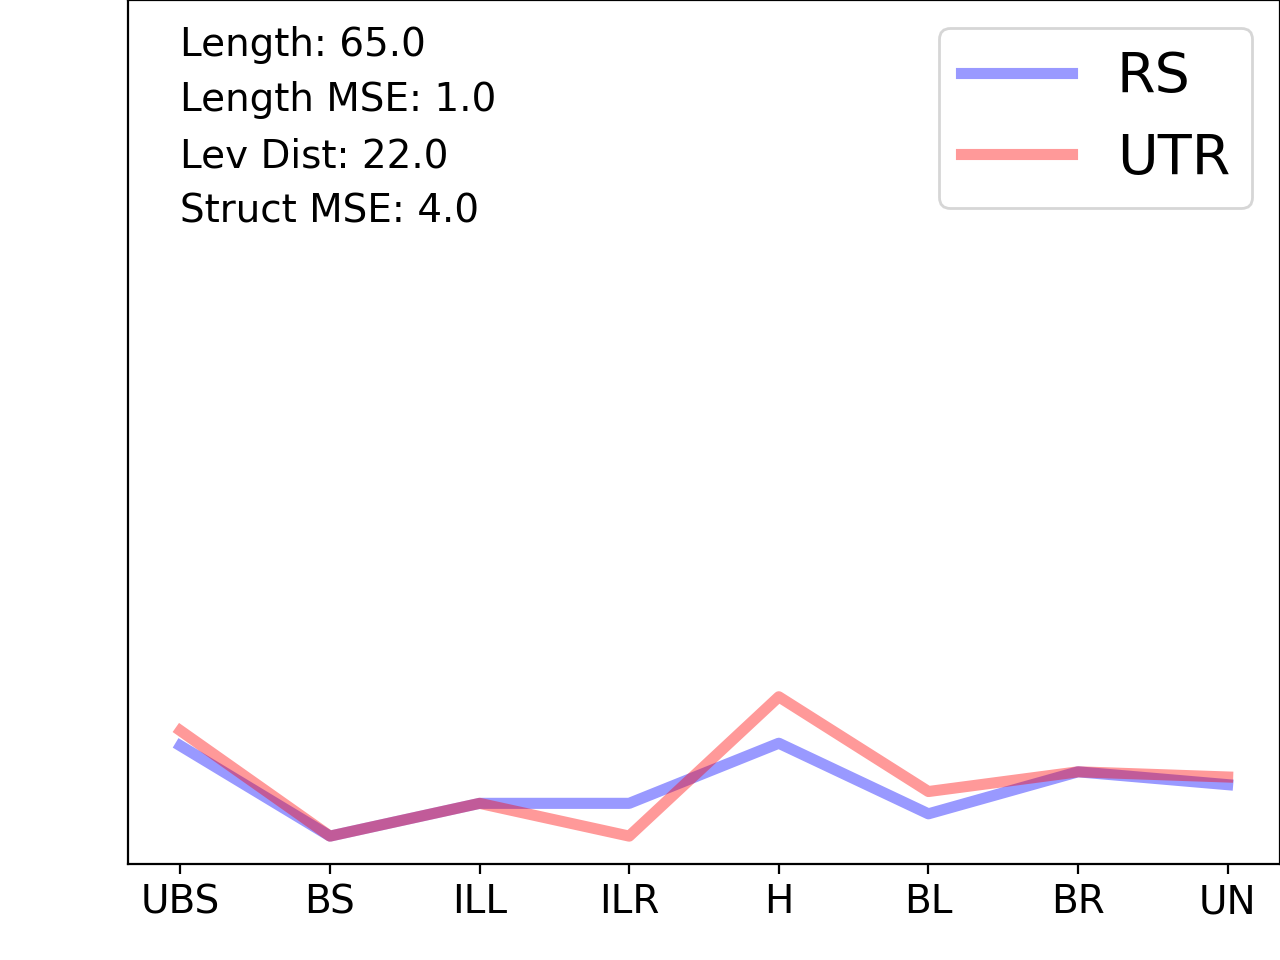 Length: 65.0
Length MSE: 1.0
Lev Dist: 22.0
Struct MSE: 4.0
RS
UTR
UBS BS ILL ILR H BL BR UN